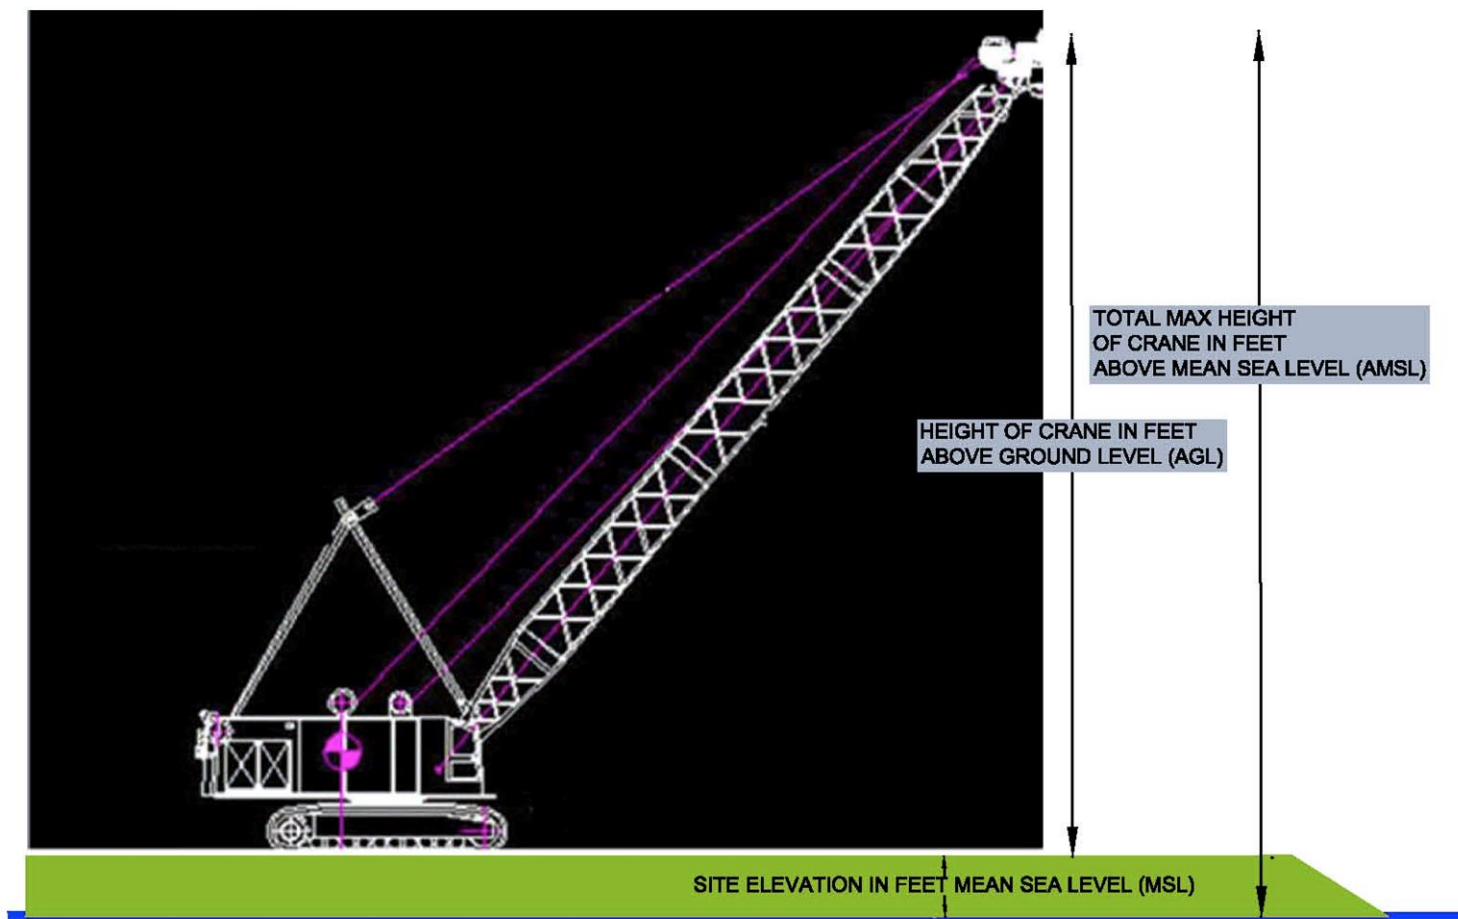 TOTAL MAX HEIGHT
OF CRANE IN FEET
ABOVE MEAN SEA LEVEL (AMSL)
HEIGHT OF CRANE IN FEET
ABOVE GROUND LEVEL (AGL)
SITE ELEVATION IN FEET MEAN SEA LEVEL (MSL)